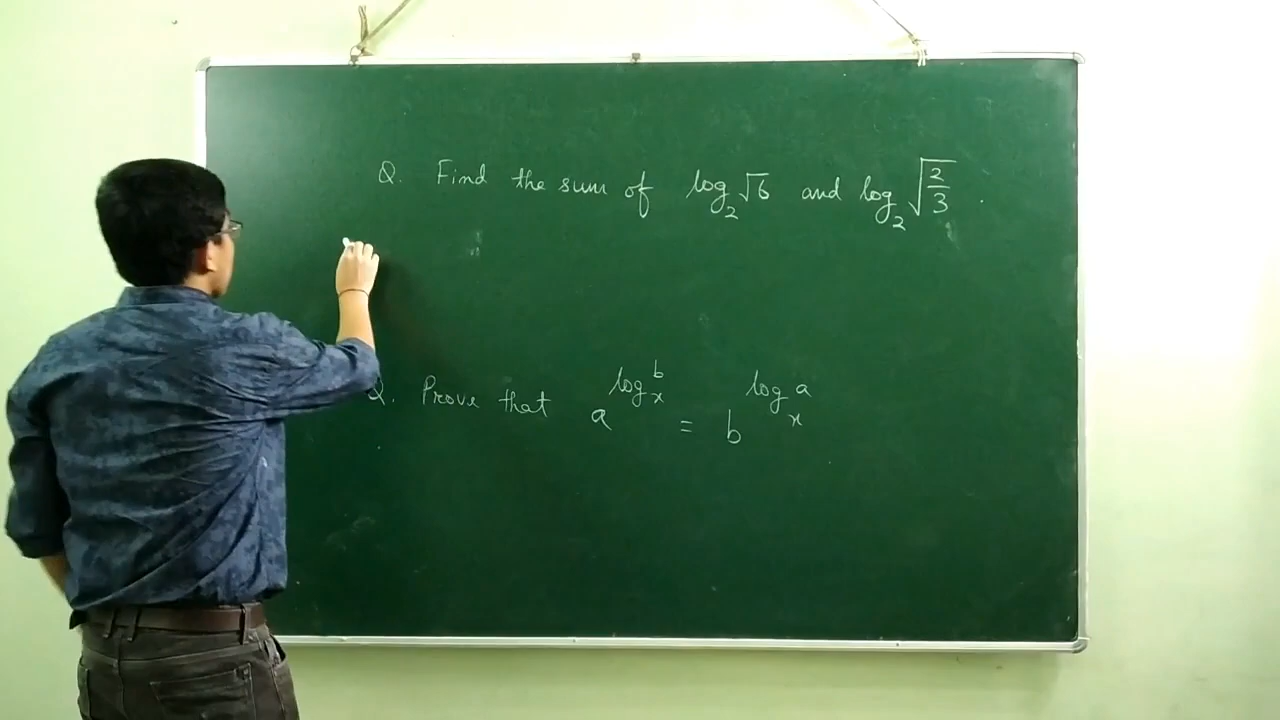 Q. Find the sum of log₂√6 and log₂√(2/3).
Q. Prove that a^(logₓ b) = b^(logₓ a)